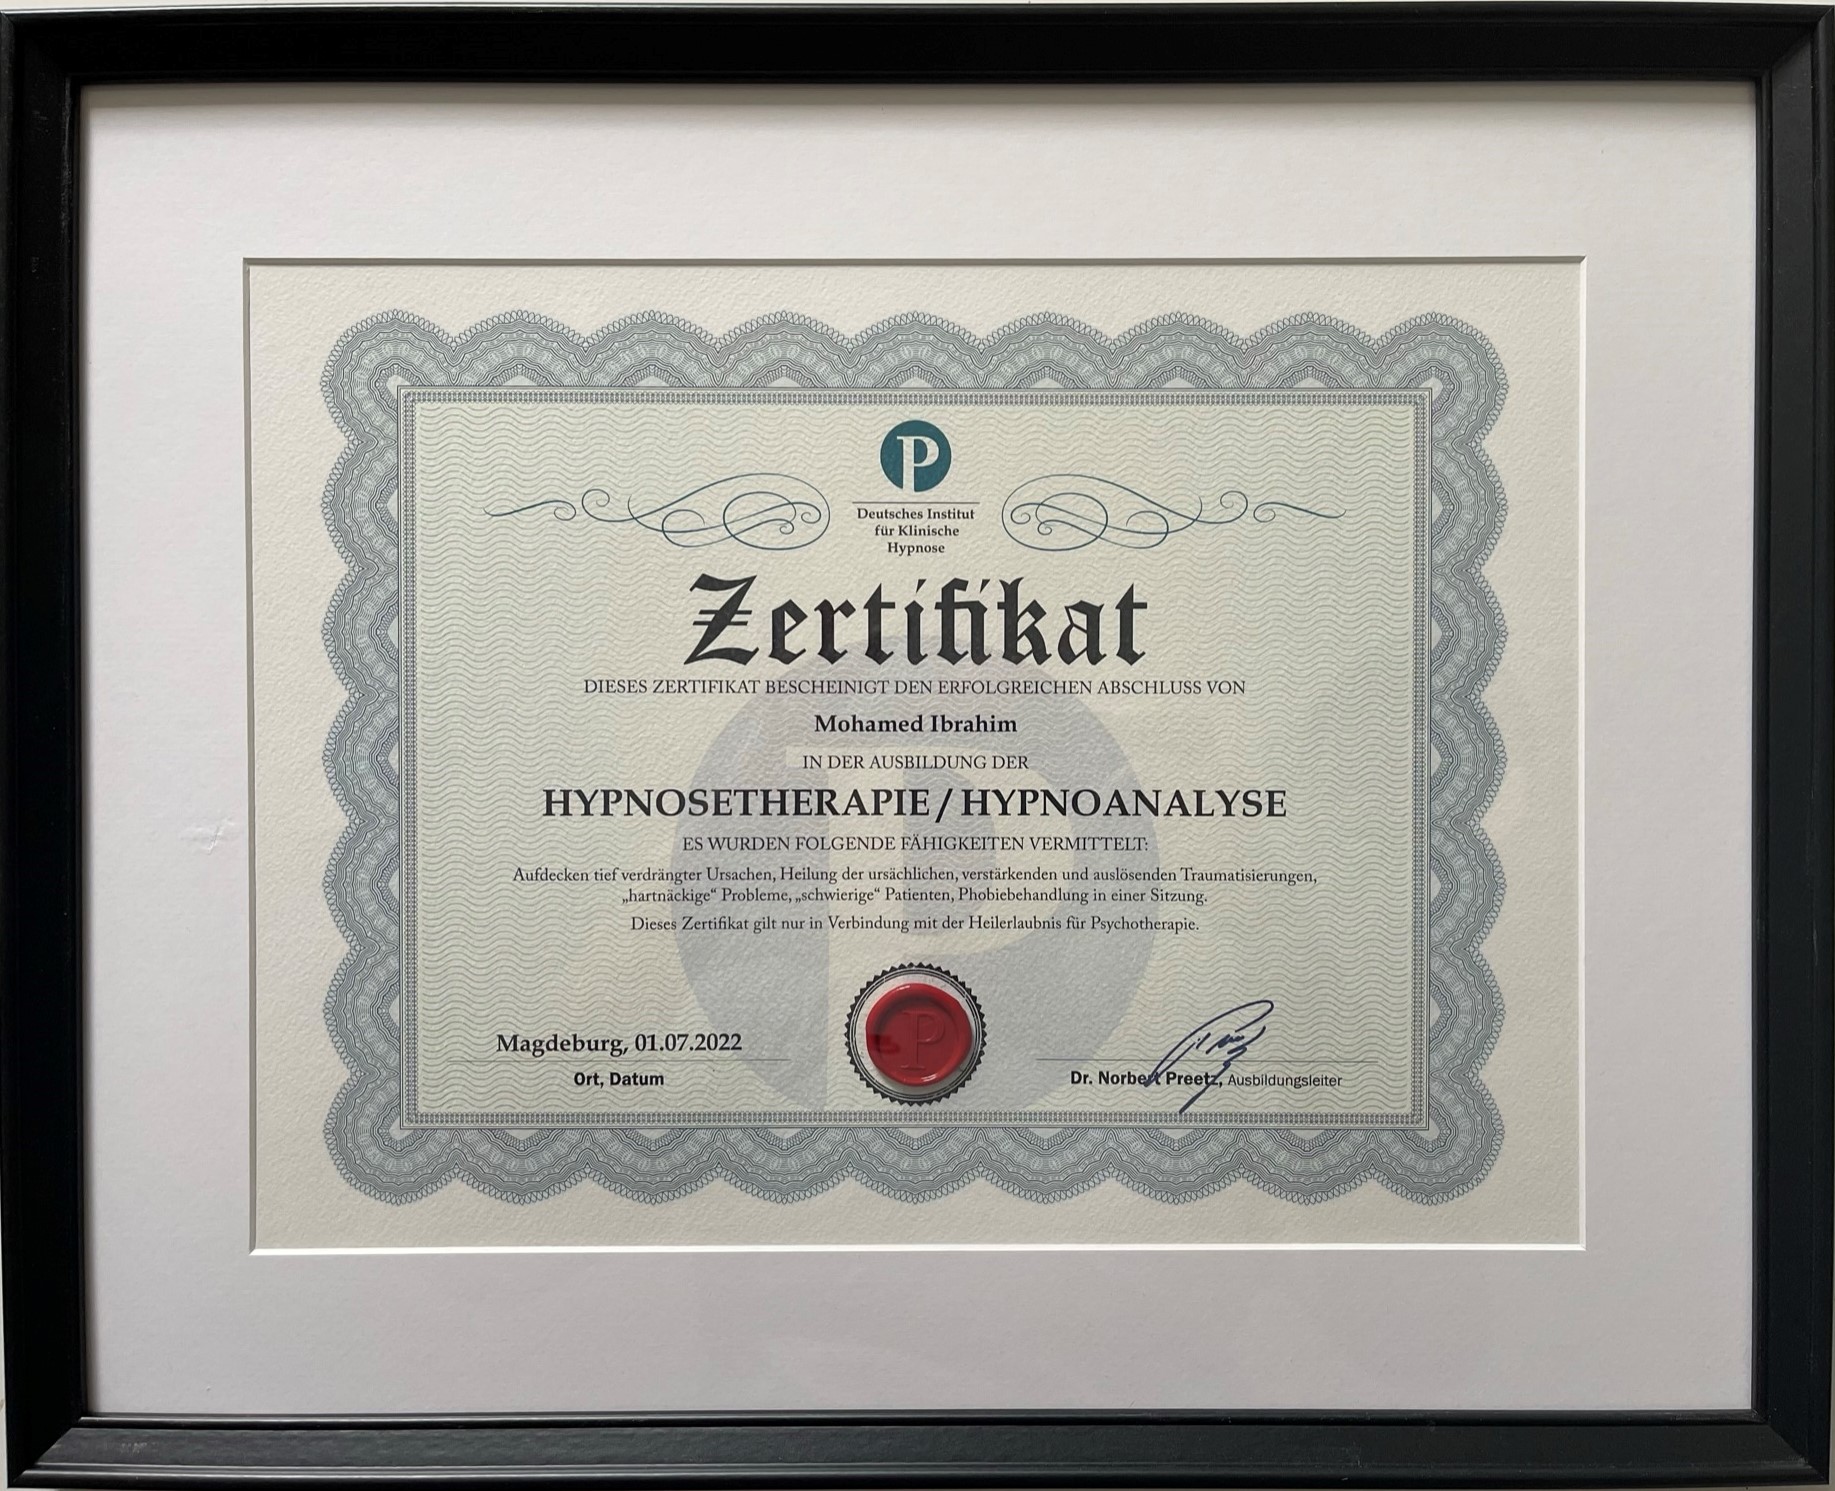 P
Deutsches Institut
für Klinische
Hypnose
Zertifikat
DIESES ZERTIFIKAT BESCHEINIGT DEN ERFOLGREICHEN ABSCHLUSS VON
Mohamed Ibrahim
IN DER AUSBILDUNG DER
HYPNOSETHERAPIE / HYPNOANALYSE
ES WURDEN FOLGENDE FÄHIGKEITEN VERMITTELT:
Aufdecken tief verdrängter Ursachen, Heilung der ursächlichen, verstärkenden und auslösenden Traumatisierungen,
„hartnäckige“ Probleme, „schwierige“ Patienten, Phobiebehandlung in einer Sitzung.
Dieses Zertifikat gilt nur in Verbindung mit der Heilerlaubnis für Psychotherapie.
P
Magdeburg, 01.07.2022
Ort, Datum
Dr. Norbert Preetz, Ausbildungsleiter